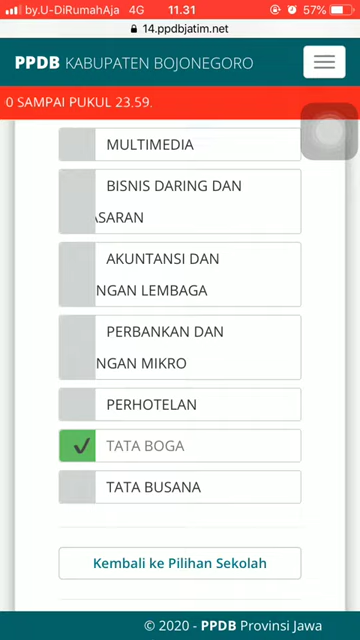 by.U-DiRumahAja 4G 11.31 57%
14.ppdbjatim.net
PPDB KABUPATEN BOJONEGORO
0 SAMPAI PUKUL 23.59.
MULTIMEDIA
BISNIS DARING DAN
ASARAN
AKUNTANSI DAN
NGAN LEMBAGA
PERBANKAN DAN
NGAN MIKRO
PERHOTELAN
TATA BOGA
TATA BUSANA
Kembali ke Pilihan Sekolah
© 2020 - PPDB Provinsi Jawa